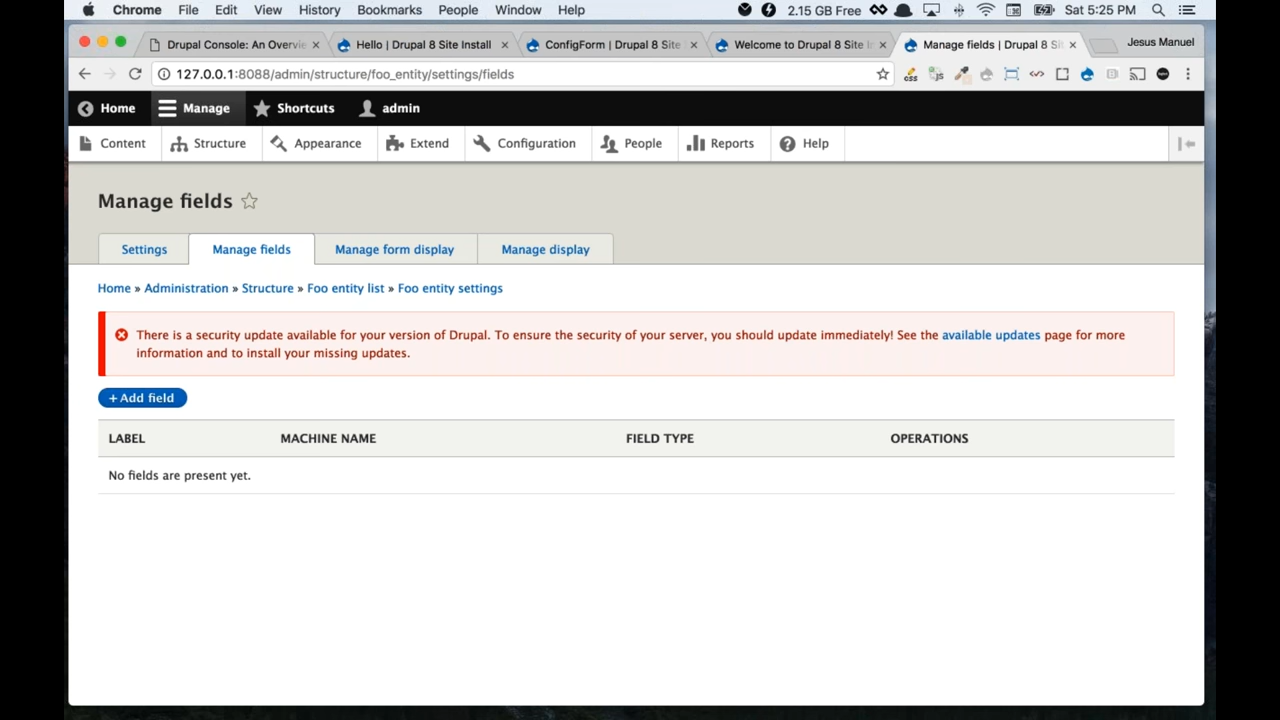 Chrome File Edit View History Bookmarks People Window Help 2.15 GB Free Sat 5:25 PM
Drupal Console: An Overvie Hello | Drupal 8 Site Install ConfigForm | Drupal 8 Site Welcome to Drupal 8 Site In Manage fields | Drupal 8 Sit Jesus Manuel
127.0.0.1:8088/admin/structure/foo_entity/settings/fields
Home Manage Shortcuts admin
Content Structure Appearance Extend Configuration People Reports Help
Manage fields
Settings Manage fields Manage form display Manage display
Home » Administration » Structure » Foo entity list » Foo entity settings
There is a security update available for your version of Drupal. To ensure the security of your server, you should update immediately! See the available updates page for more
information and to install your missing updates.
+ Add field
LABEL MACHINE NAME FIELD TYPE OPERATIONS
No fields are present yet.